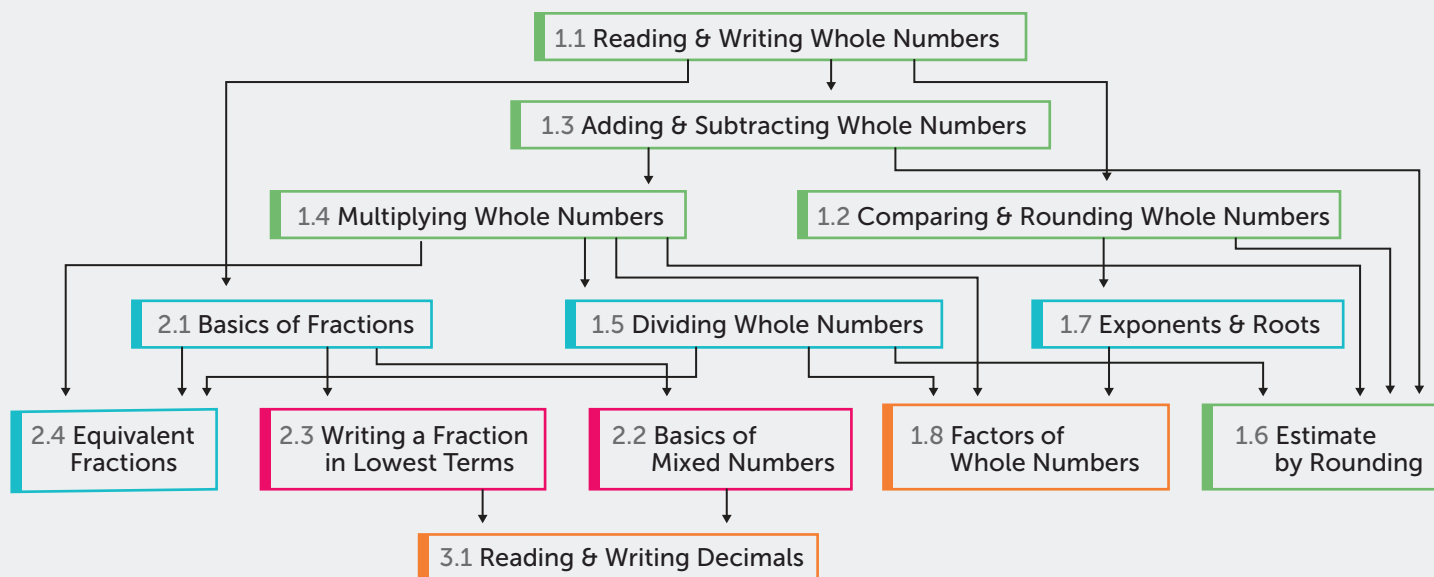 1.1 Reading & Writing Whole Numbers
1.3 Adding & Subtracting Whole Numbers
1.4 Multiplying Whole Numbers
1.2 Comparing & Rounding Whole Numbers
2.1 Basics of Fractions
1.5 Dividing Whole Numbers
1.7 Exponents & Roots
2.4 Equivalent
Fractions
2.3 Writing a Fraction
in Lowest Terms
2.2 Basics of
Mixed Numbers
1.8 Factors of
Whole Numbers
1.6 Estimate
by Rounding
3.1 Reading & Writing Decimals